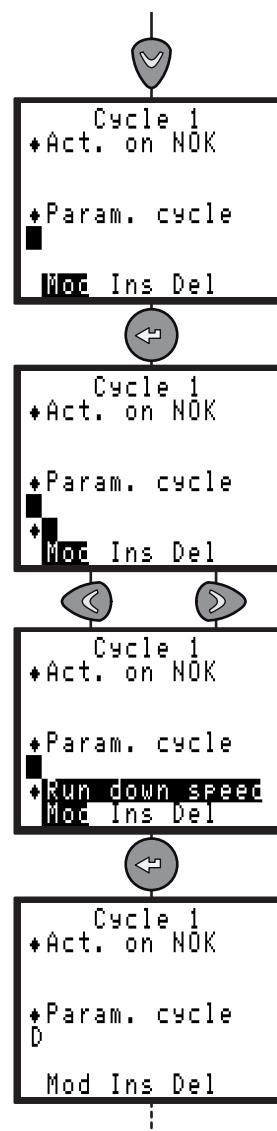 Cycle 1
♦Act. on NOK
♦Param. cycle
Mod Ins Del
Cycle 1
♦Act. on NOK
♦Param. cycle
♦
Mod Ins Del
Cycle 1
♦Act. on NOK
♦Param. cycle
♦Run down speed
Mod Ins Del
Cycle 1
♦Act. on NOK
♦Param. cycle
D
Mod Ins Del